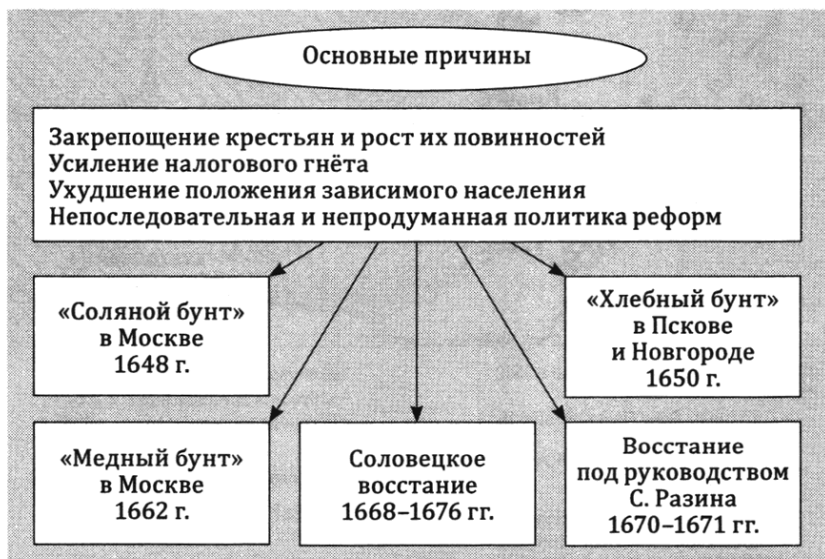 Основные причины
Закрепощение крестьян и рост их повинностей
Усиление налогового гнёта
Ухудшение положения зависимого населения
Непоследовательная и непродуманная политика реформ
«Соляной бунт»
в Москве
1648 г.
«Хлебный бунт»
в Пскове
и Новгороде
1650 г.
«Медный бунт»
в Москве
1662 г.
Соловецкое
восстание
1668–1676 гг.
Восстание
под руководством
С. Разина
1670–1671 гг.